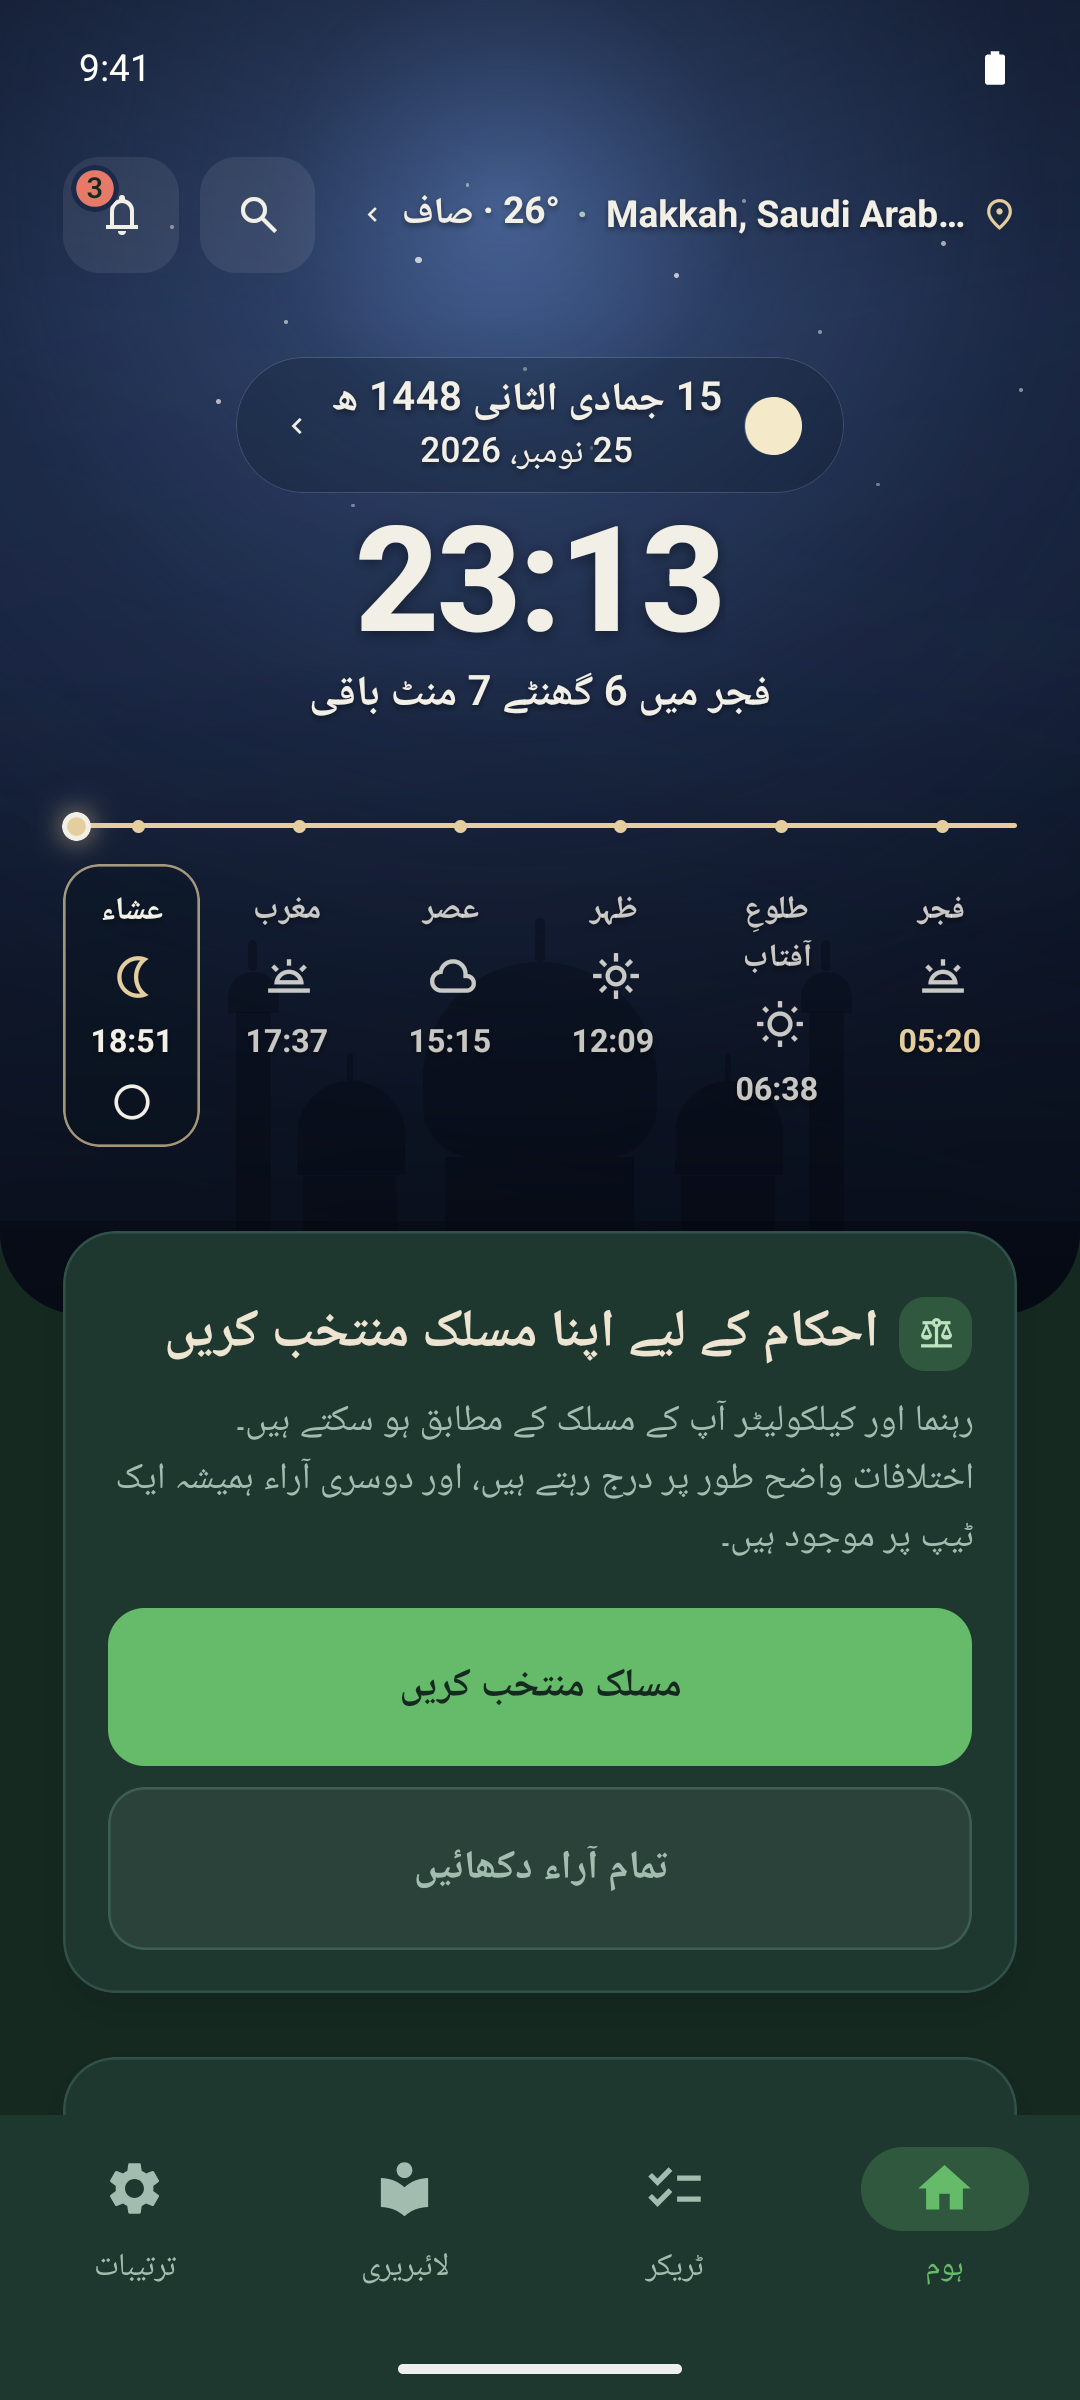 9:41
Makkah, Saudi Arab… · 26° · صاف
3
15 جمادی الثانی 1448 ھ
25 نومبر، 2026
23:13
فجر میں 6 گھنٹے 7 منٹ باقی
فجر
05:20
طلوعِ آفتاب
06:38
ظہر
12:09
عصر
15:15
مغرب
17:37
عشاء
18:51
احکام کے لیے اپنا مسلک منتخب کریں
رہنما اور کیلکولیٹر آپ کے مسلک کے مطابق ہو سکتے ہیں۔
اختلافات واضح طور پر درج رہتے ہیں، اور دوسری آراء ہمیشہ ایک
ٹیپ پر موجود ہیں۔
مسلک منتخب کریں
تمام آراء دکھائیں
ہوم
ٹریکر
لائبریری
ترتیبات